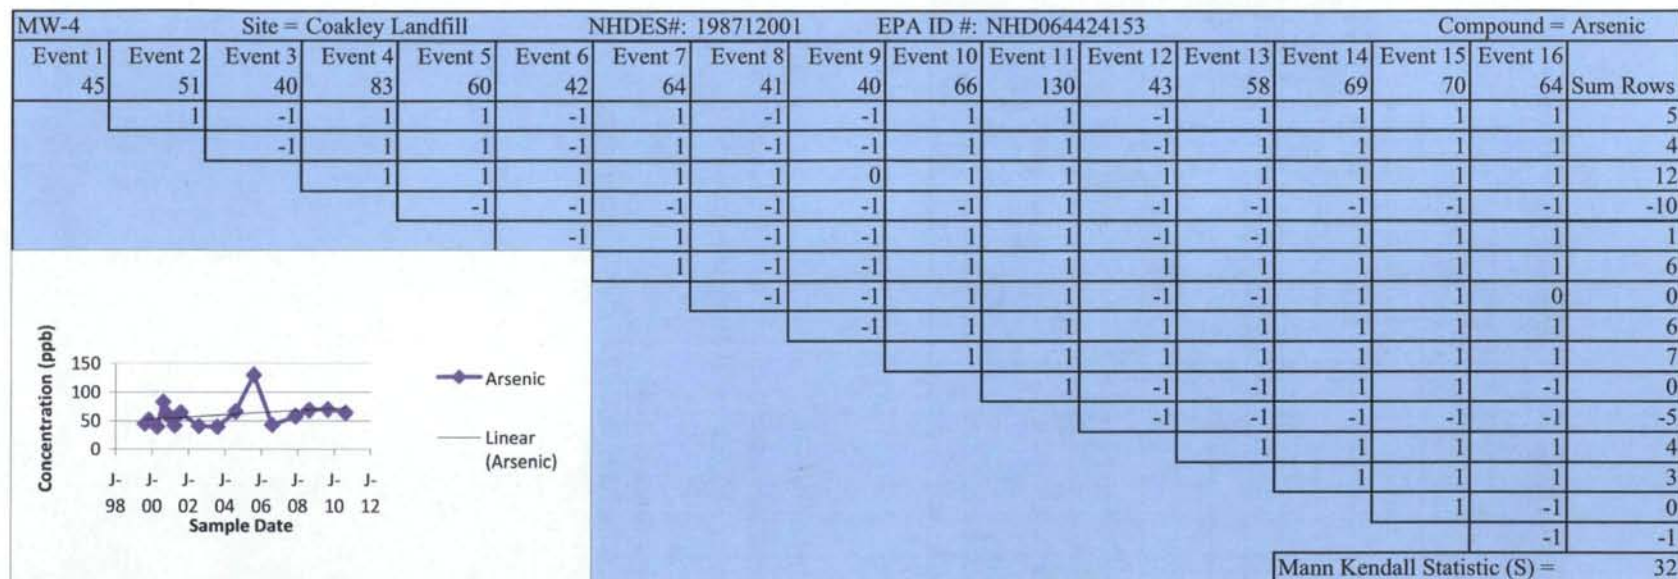 MW-4 Site = Coakley Landfill NHDES#: 198712001 EPA ID #: NHD064424153 Compound = Arsenic
Event 1 Event 2 Event 3 Event 4 Event 5 Event 6 Event 7 Event 8 Event 9 Event 10 Event 11 Event 12 Event 13 Event 14 Event 15 Event 16
45 51 40 83 60 42 64 41 40 66 130 43 58 69 70 64 Sum Rows
1 -1 1 1 -1 1 -1 -1 1 1 -1 1 1 1 1 5
-1 1 1 -1 1 -1 -1 1 1 -1 1 1 1 1 4
1 1 1 1 1 0 1 1 1 1 1 1 1 12
-1 -1 -1 -1 -1 -1 1 -1 -1 -1 -1 -1 -10
-1 1 -1 -1 1 1 -1 -1 1 1 1 1
1 -1 -1 1 1 1 1 1 1 1 6
-1 -1 1 1 -1 -1 1 1 0 0
-1 1 1 1 1 1 1 1 6
1 1 1 1 1 1 1 7
1 -1 -1 1 1 -1 0
-1 -1 -1 -1 -1 -5
1 1 1 1 4
1 1 1 3
1 -1 0
-1 -1
Mann Kendall Statistic (S) = 32
Concentration (ppb)
150
100
50
0
J- J- J- J- J- J- J- J-
98 00 02 04 06 08 10 12
Sample Date
Arsenic
Linear
(Arsenic)